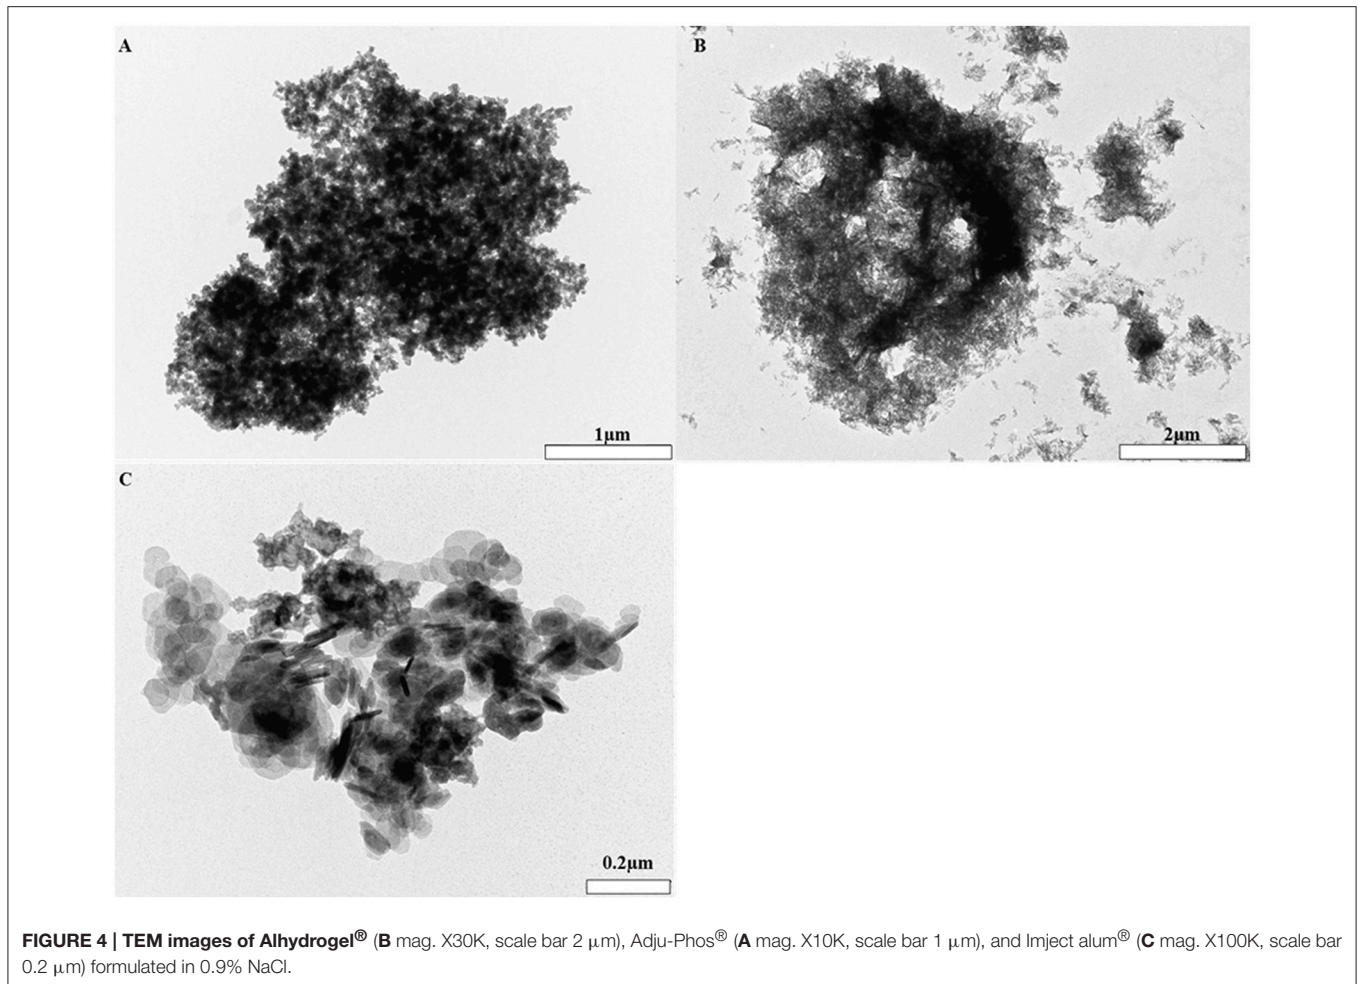 A
B
1μm
2μm
C
0.2μm
FIGURE 4 | TEM images of Alhydrogel® (B mag. X30K, scale bar 2 μm), Adju-Phos® (A mag. X10K, scale bar 1 μm), and Imject alum® (C mag. X100K, scale bar
0.2 μm) formulated in 0.9% NaCl.